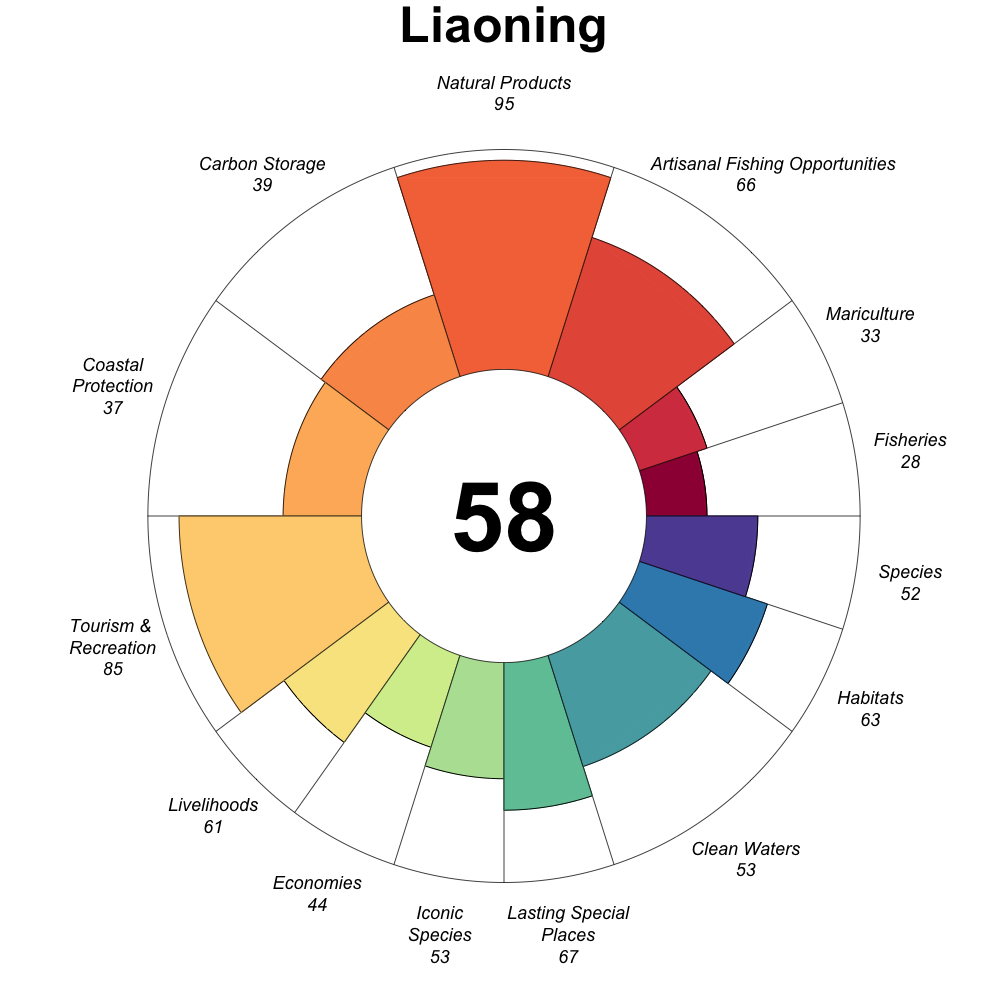 Liaoning
Natural Products
95
Carbon Storage
39
Artisanal Fishing Opportunities
66
Mariculture
33
Coastal
Protection
37
Fisheries
28
58
Species
52
Tourism &
Recreation
85
Habitats
63
Livelihoods
61
Clean Waters
53
Economies
44
Iconic
Species
53
Lasting Special
Places
67